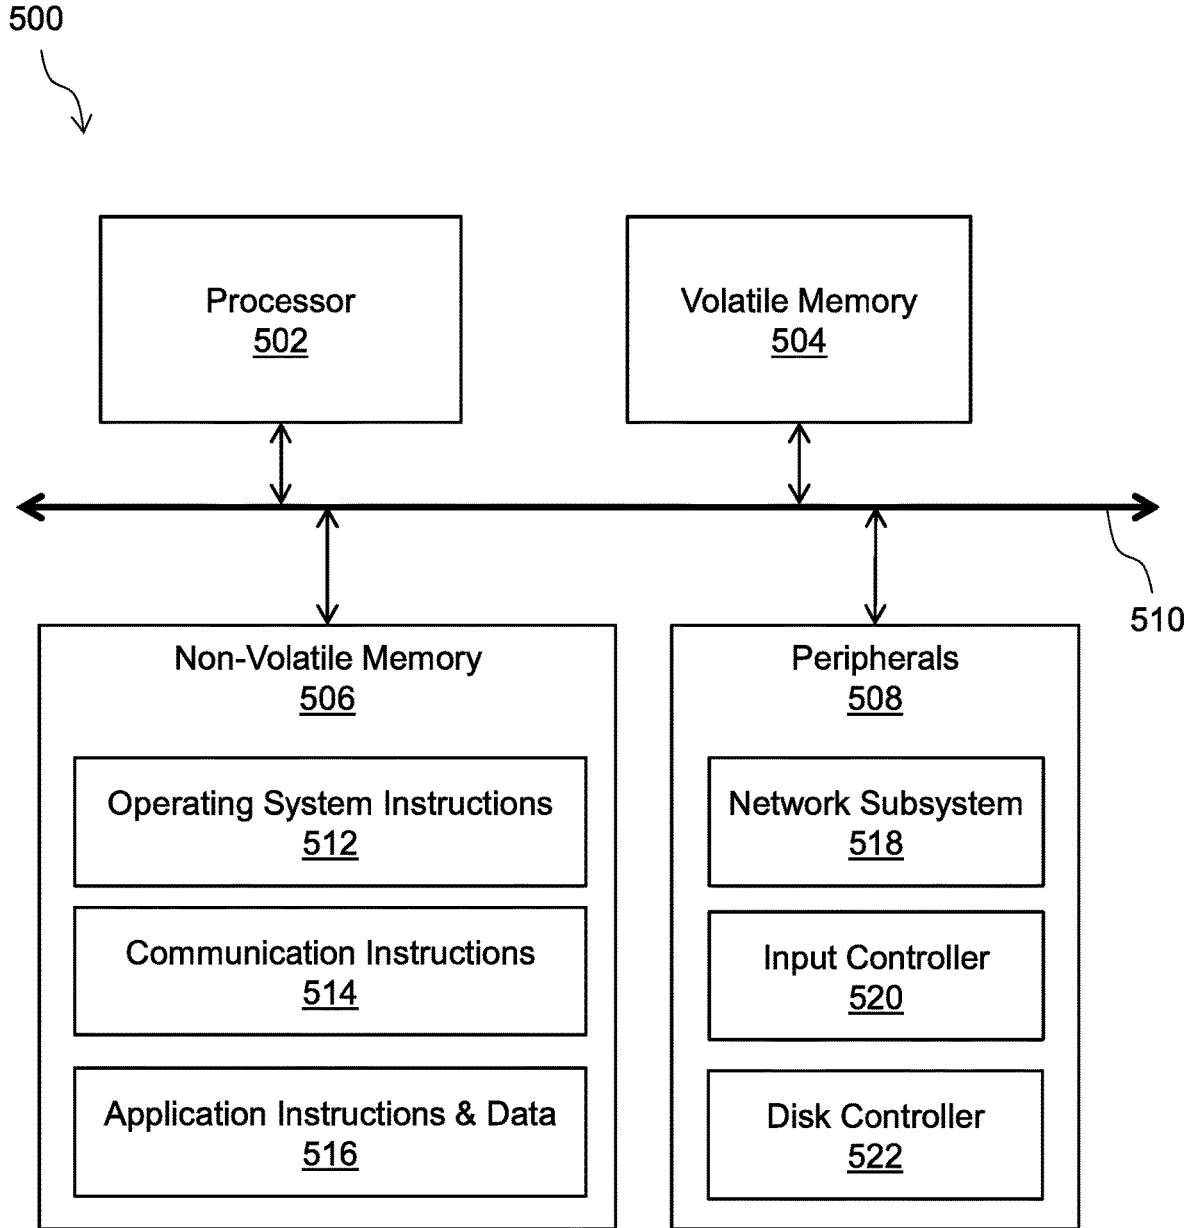 500
Processor
502
Volatile Memory
504
510
Non-Volatile Memory
506
Operating System Instructions
512
Communication Instructions
514
Application Instructions & Data
516
Peripherals
508
Network Subsystem
518
Input Controller
520
Disk Controller
522